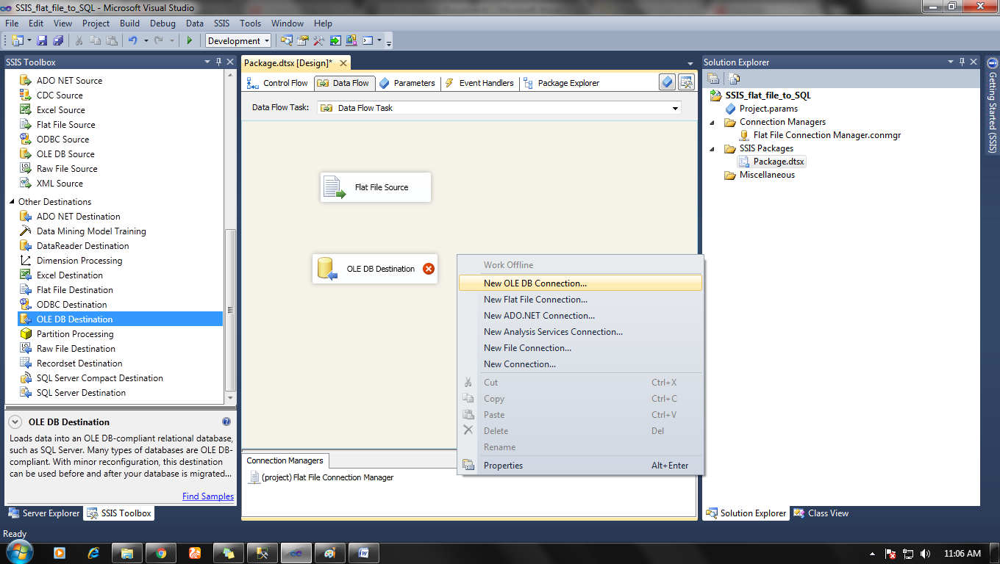 SSIS_flat_file_to_SQL - Microsoft Visual Studio
File Edit View Project Build Debug Data SSIS Tools Window Help
Development
SSIS Toolbox
ADO NET Source
CDC Source
Excel Source
Flat File Source
ODBC Source
OLE DB Source
Raw File Source
XML Source
Other Destinations
ADO NET Destination
Data Mining Model Training
DataReader Destination
Dimension Processing
Excel Destination
Flat File Destination
ODBC Destination
OLE DB Destination
Partition Processing
Raw File Destination
Recordset Destination
SQL Server Compact Destination
SQL Server Destination
OLE DB Destination
Loads data into an OLE DB-compliant relational database,
such as SQL Server. Many types of databases are OLE DB-
compliant. With minor reconfiguration, this destination
can be used before and after your database is migrated...
Find Samples
Server Explorer SSIS Toolbox
Package.dtsx [Design]*
Control Flow Data Flow Parameters Event Handlers Package Explorer
Data Flow Task: Data Flow Task
Flat File Source
OLE DB Destination
Work Offline
New OLE DB Connection...
New Flat File Connection...
New ADO.NET Connection...
New Analysis Services Connection...
New File Connection...
New Connection...
Cut Ctrl+X
Copy Ctrl+C
Paste Ctrl+V
Delete Del
Rename
Properties Alt+Enter
Connection Managers
(project) Flat File Connection Manager
Solution Explorer
SSIS_flat_file_to_SQL
Project.params
Connection Managers
Flat File Connection Manager.conmgr
SSIS Packages
Package.dtsx
Miscellaneous
Solution Explorer Class View
Getting Started (SSIS)
Ready
11:06 AM